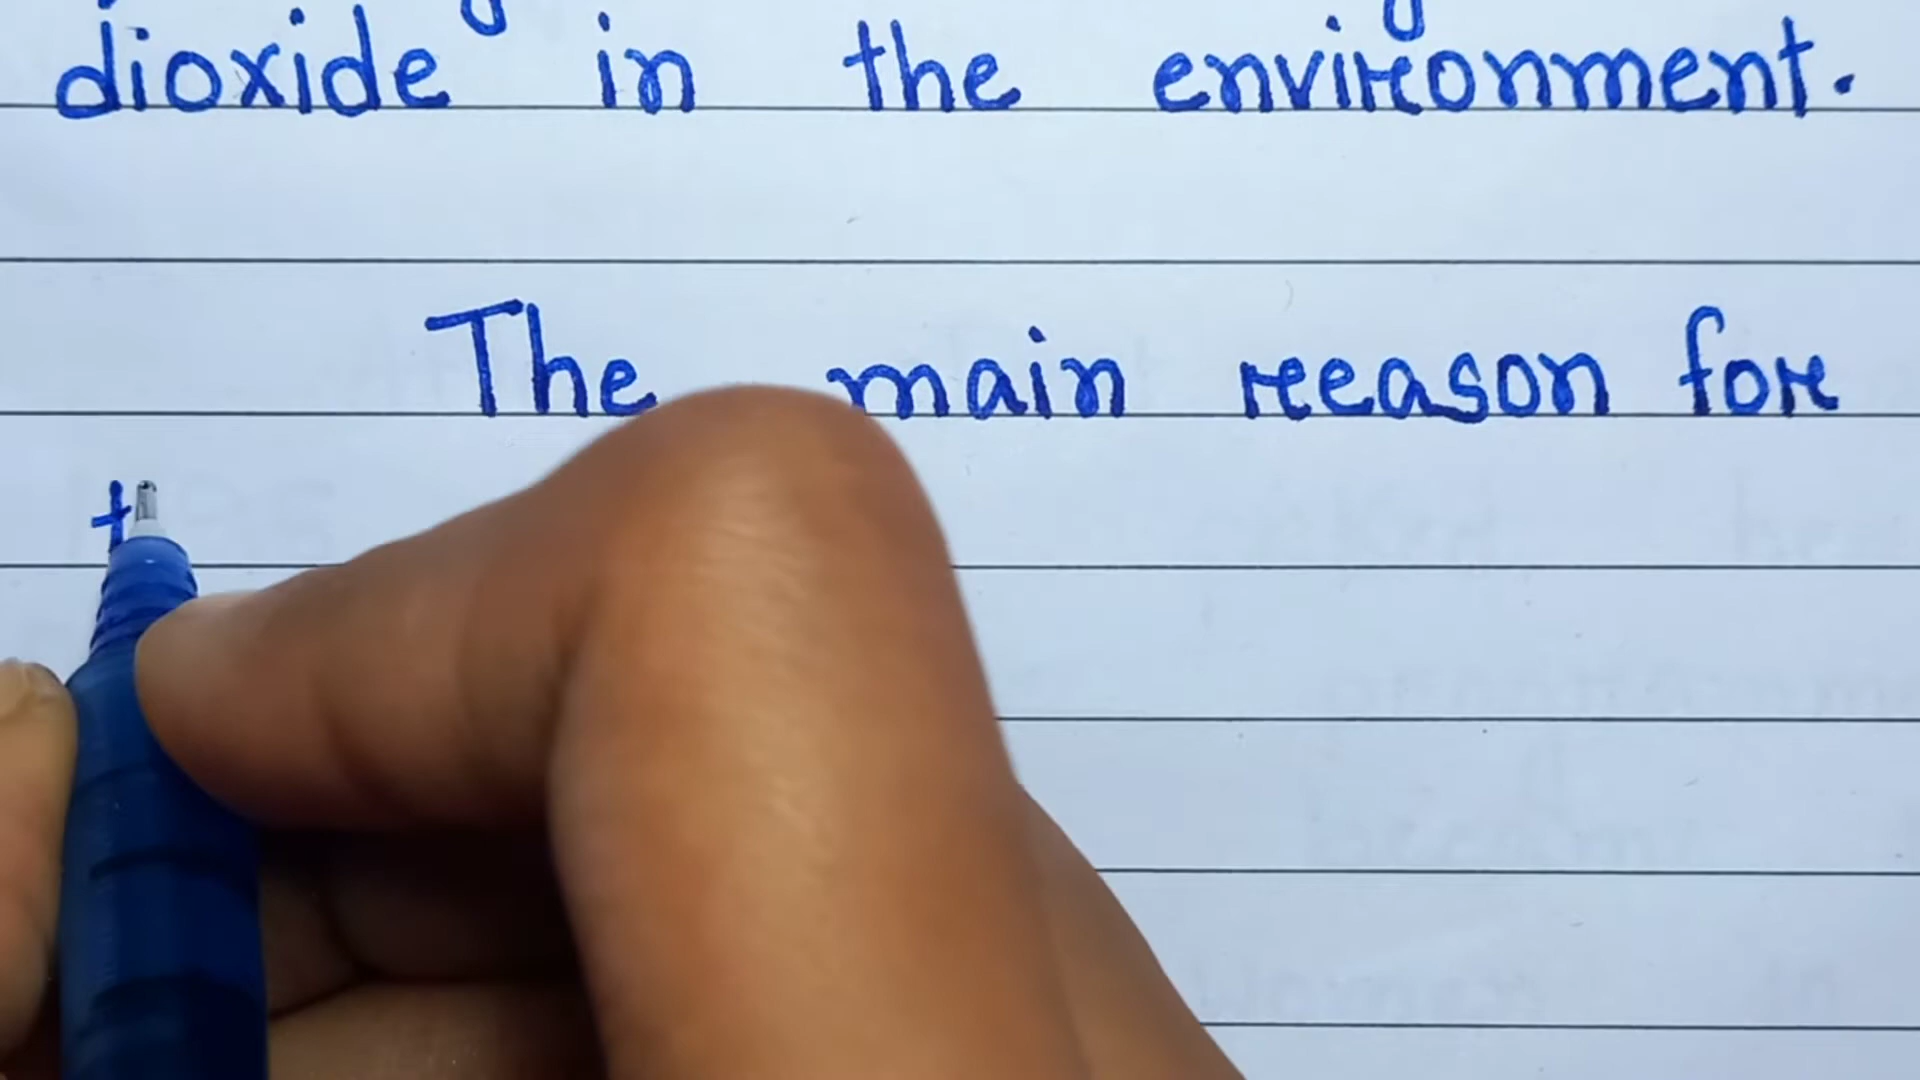 dioxide in the environment.
The main reason for
t